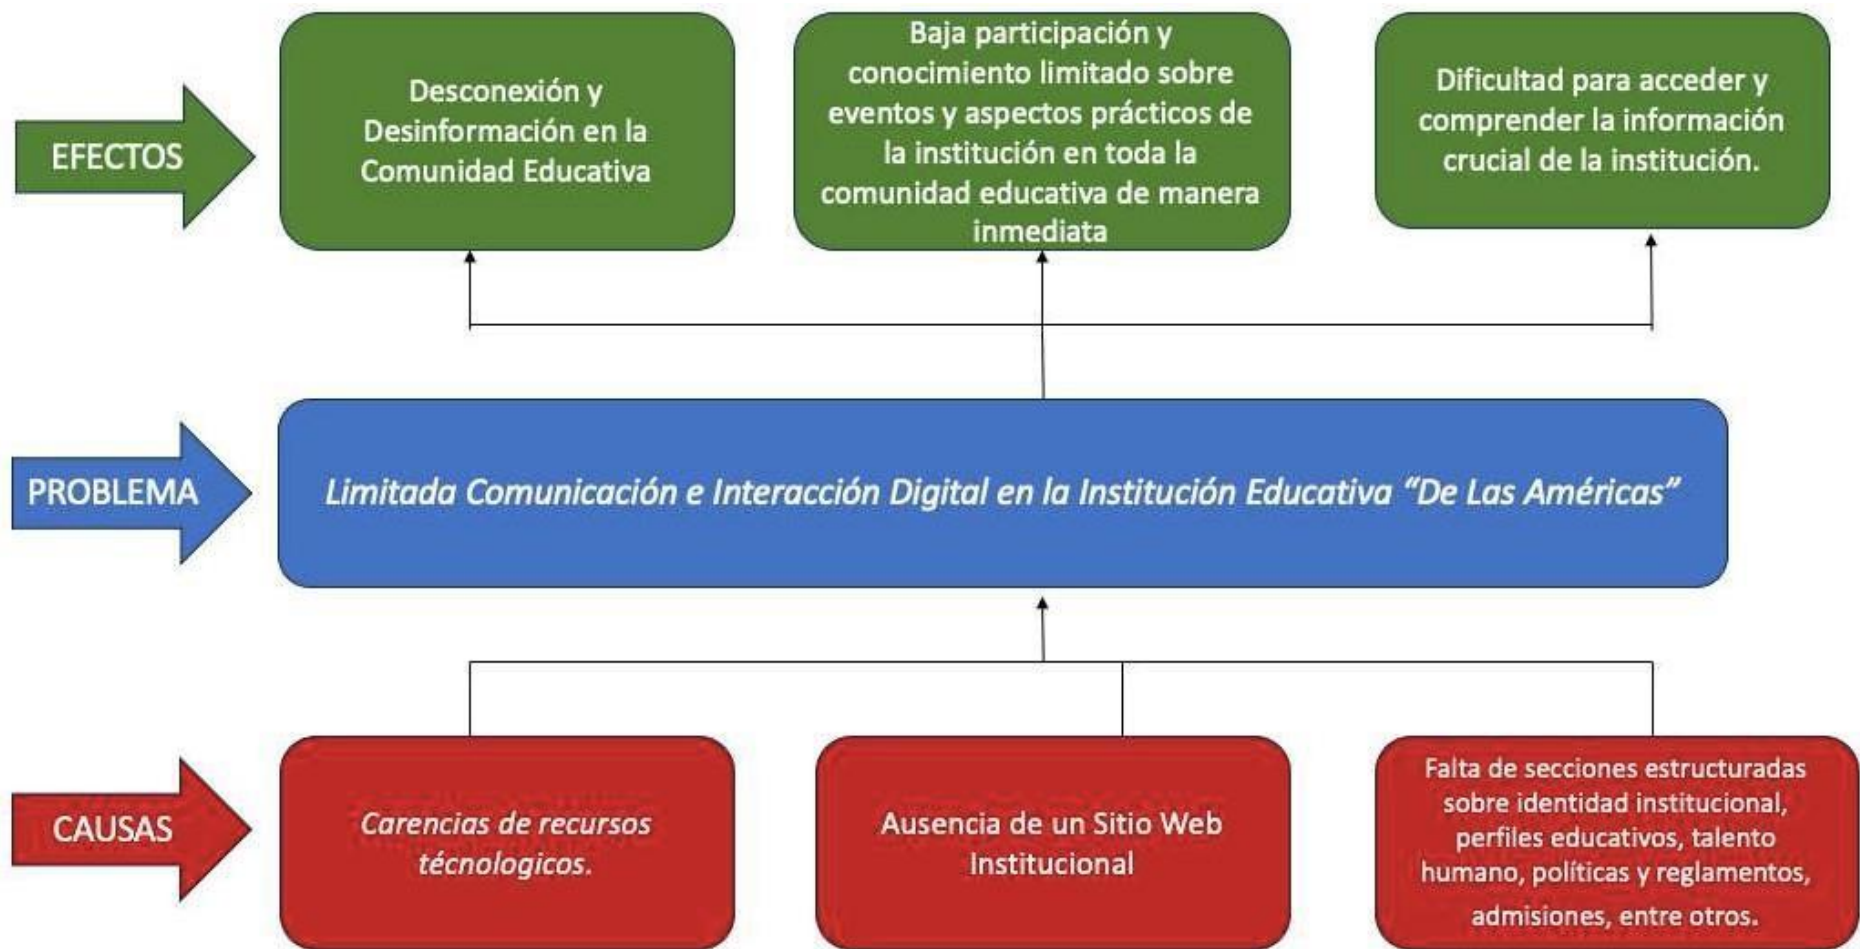 EFECTOS
Desconexión y
Desinformación en la
Comunidad Educativa
Baja participación y
conocimiento limitado sobre
eventos y aspectos prácticos de
la institución en toda la
comunidad educativa de manera
inmediata
Dificultad para acceder y
comprender la información
crucial de la institución.
PROBLEMA
Limitada Comunicación e Interacción Digital en la Institución Educativa “De Las Américas”
CAUSAS
Carencias de recursos
técnologicos.
Ausencia de un Sitio Web
Institucional
Falta de secciones estructuradas
sobre identidad institucional,
perfiles educativos, talento
humano, políticas y reglamentos,
admisiones, entre otros.